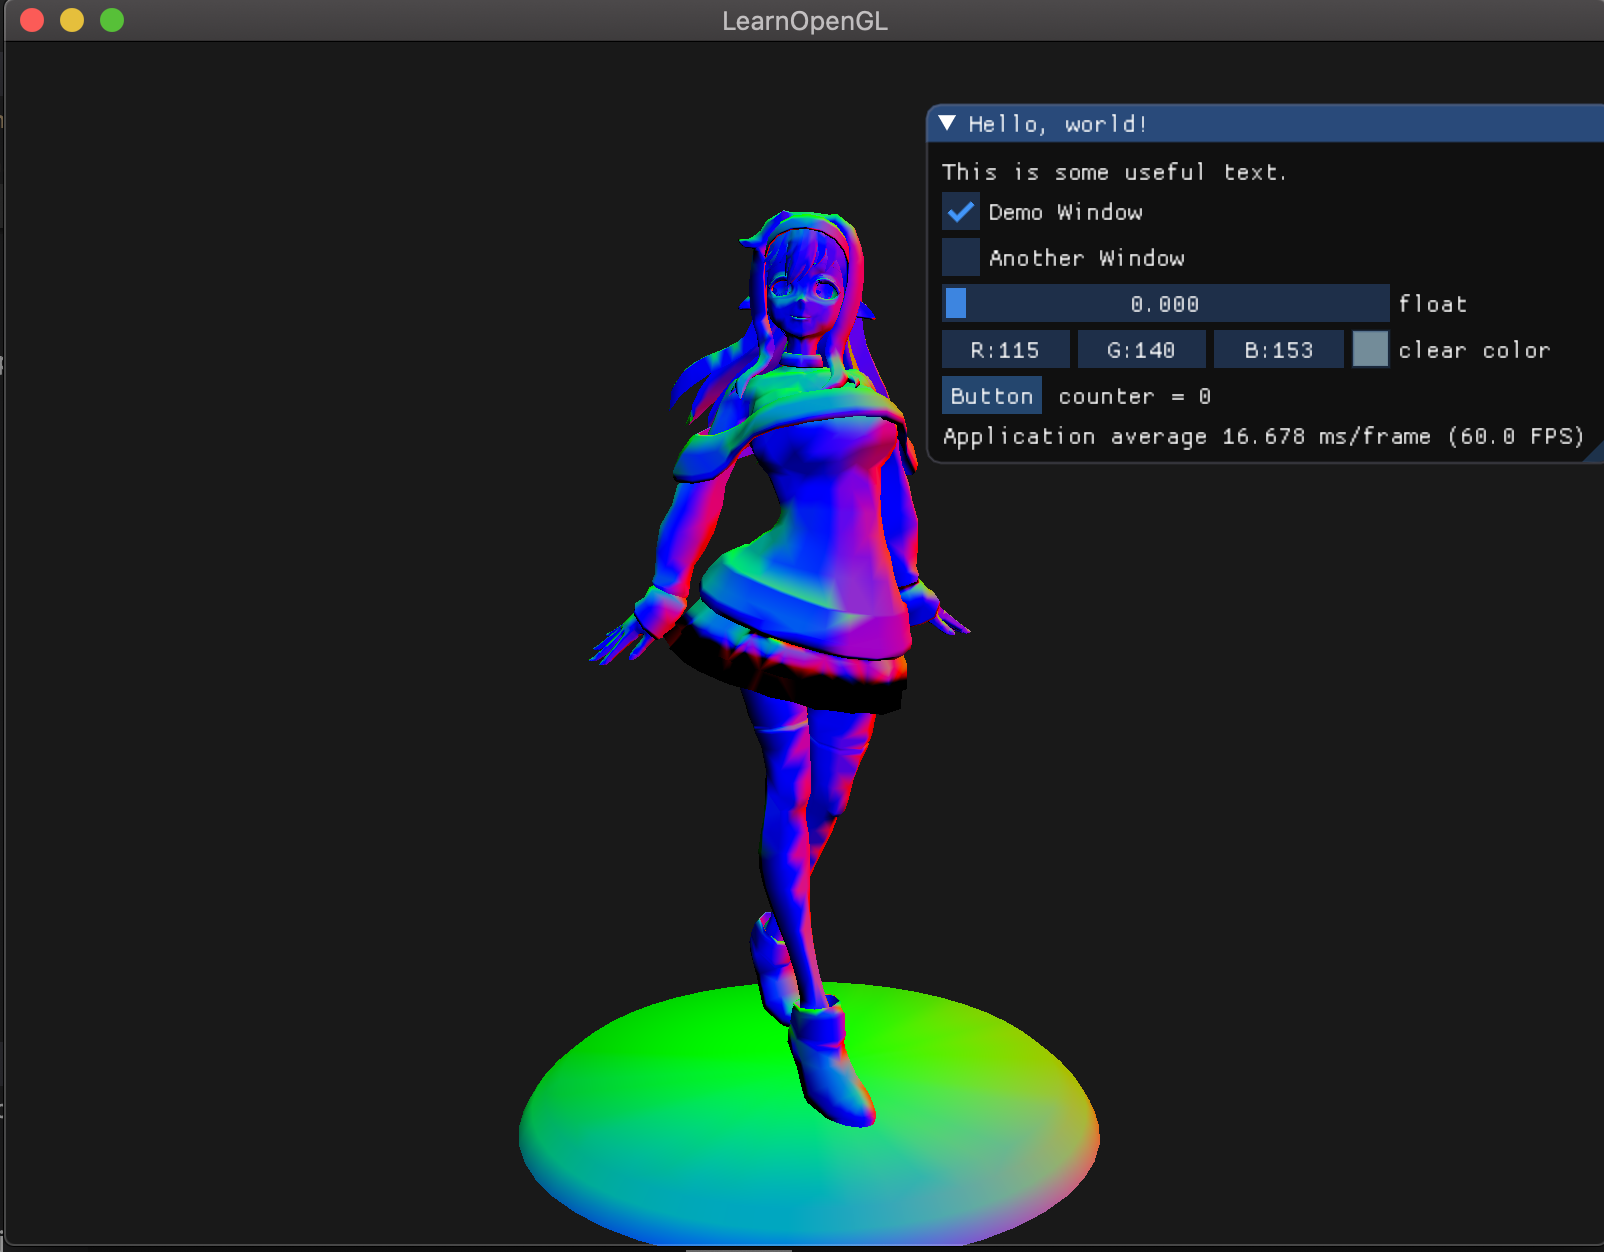 LearnOpenGL
Hello, world!
This is some useful text.
Demo Window
Another Window
0.000 float
R:115 G:140 B:153 clear color
Button counter = 0
Application average 16.678 ms/frame (60.0 FPS)